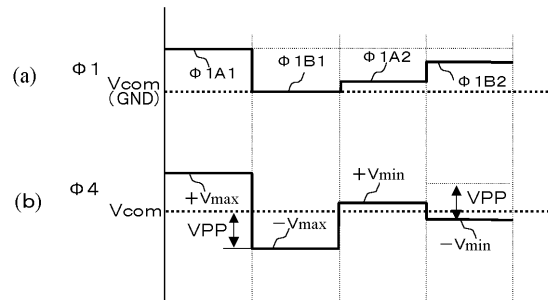 (a)
Φ1
Vcom
(GND)
Φ1A1
Φ1B1
Φ1A2
Φ1B2
(b)
Φ4
Vcom
+Vmax
VPP
−Vmax
+Vmin
VPP
−Vmin